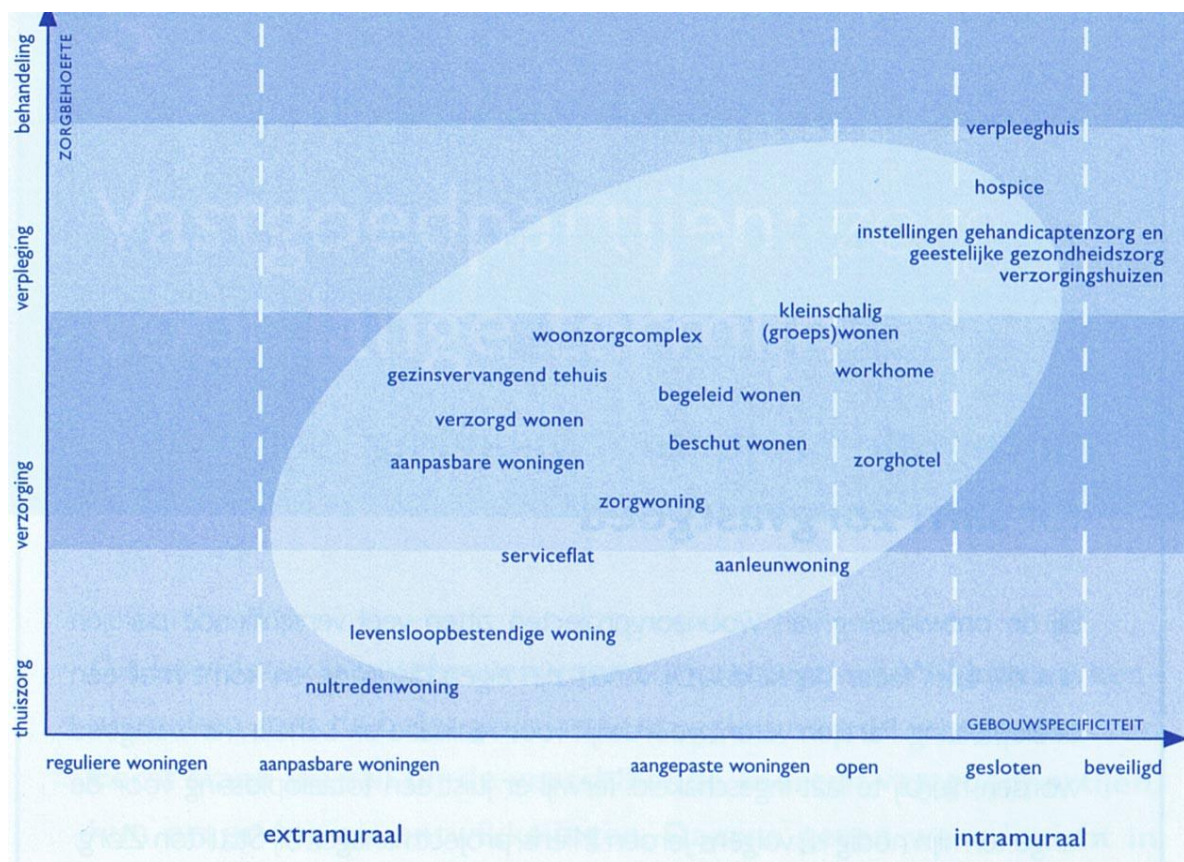 behandeling
ZORGBEHOEFTE
verpleeghuis
hospice
instellingen gehandicaptenzorg en
geestelijke gezondheidszorg
verzorgingshuizen
verpleging
kleinschalig
(groeps)wonen
woonzorgcomplex
workhome
gezinsvervangend tehuis
begeleid wonen
verzorgd wonen
beschut wonen
aanpasbare woningen
zorghotel
verzorging
zorgwoning
serviceflat
aanleunwoning
levensloopbestendige woning
thuiszorg
nultredenwoning
GEBOUWSPECIFICITEIT
reguliere woningen
aanpasbare woningen
aangepaste woningen
open
gesloten
beveiligd
extramuraal
intramuraal